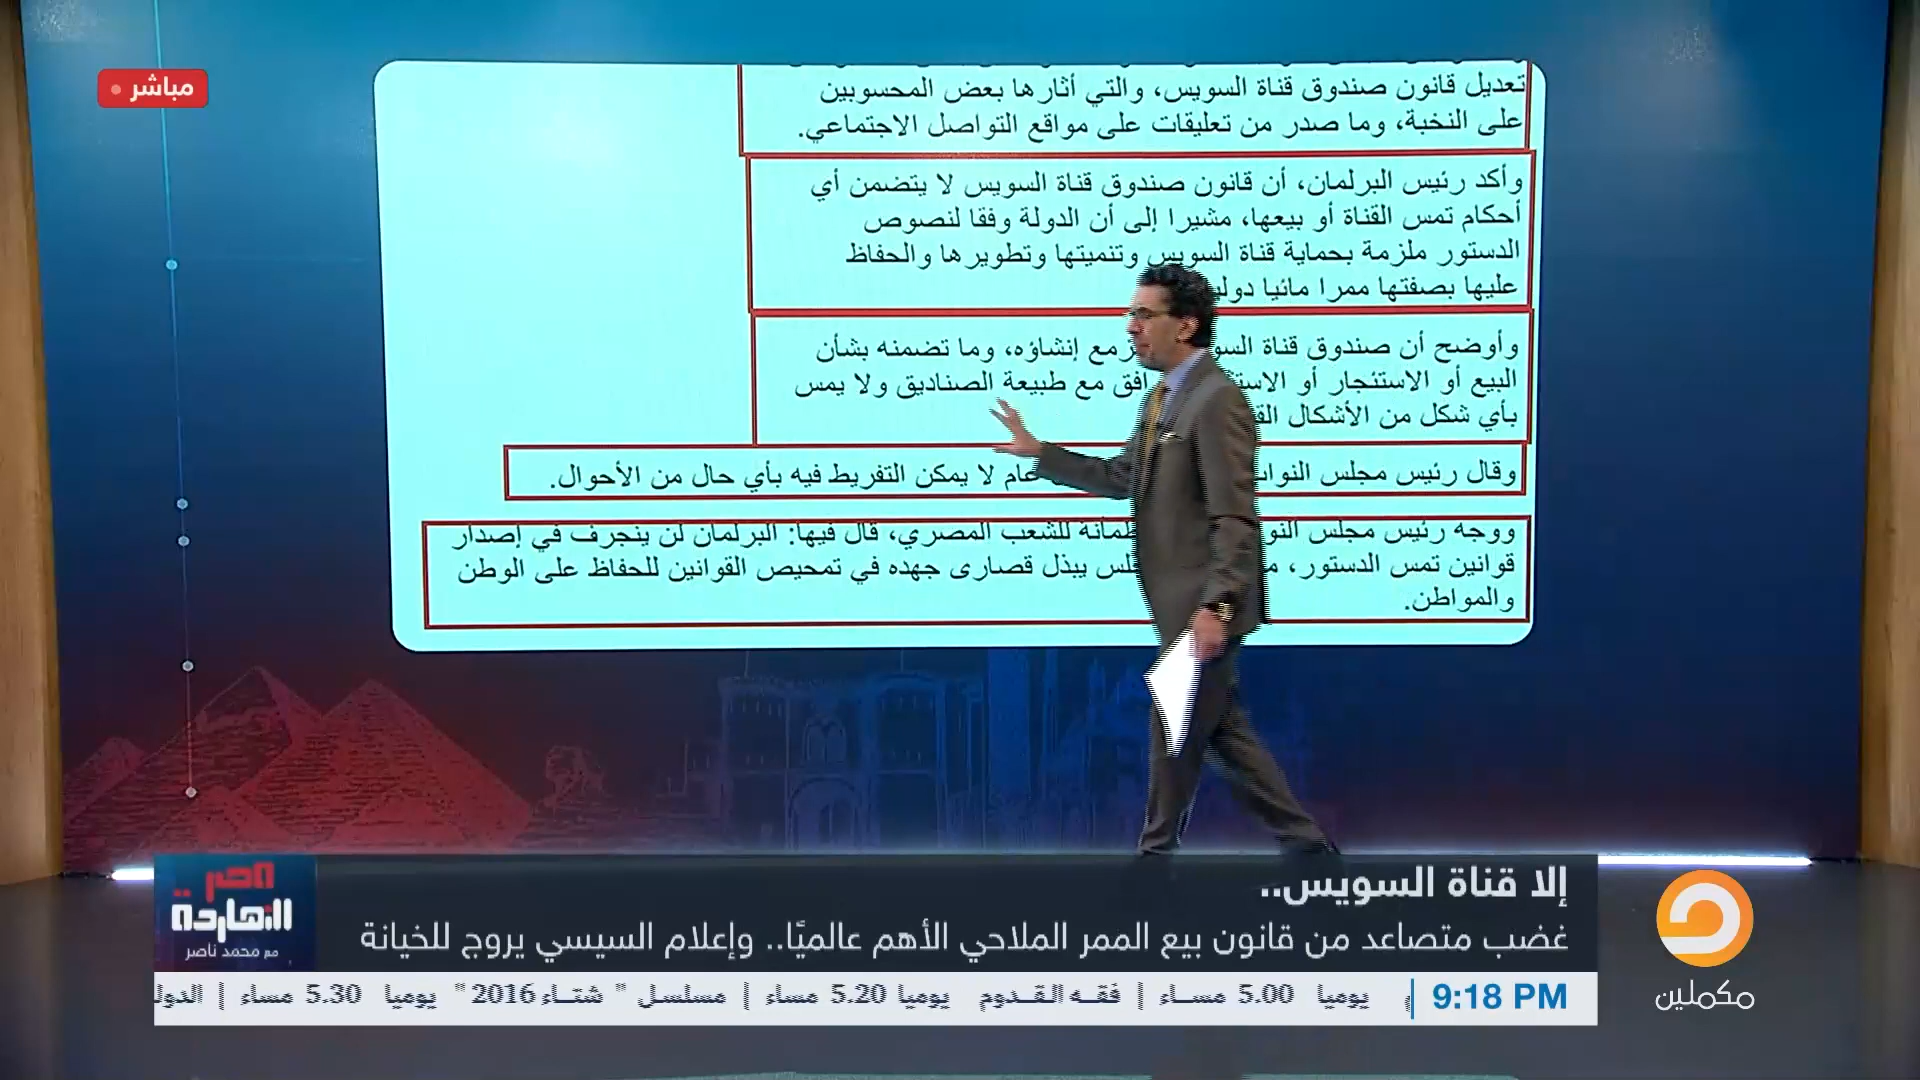 مباشر
تعديل قانون صندوق قناة السويس، والتي أثارها بعض المحسوبين
على النخبة، وما صدر من تعليقات على مواقع التواصل الاجتماعي.
وأكد رئيس البرلمان، أن قانون صندوق قناة السويس لا يتضمن أي
أحكام تمس القناة أو بيعها، مشيرا إلى أن الدولة وفقا لنصوص
الدستور ملزمة بحماية قناة السويس وتنميتها وتطويرها والحفاظ
عليها بصفتها ممرا مائيا
وأوضح أن صندوق قناة إنشاؤه، وما تضمنه بشأن
البيع أو الاستئجار أو مع طبيعة الصناديق ولا يمس
بأي شكل من الأشكال
وقال رئيس مجلس عام لا يمكن التفريط فيه بأي حال من الأحوال.
ووجه رئيس مجلس للشعب المصري، قال فيها: البرلمان لن ينجرف في إصدار
قوانين تمس الدستور، يبذل قصارى جهده في تمحيص القوانين للحفاظ على الوطن
والمواطن.
إلا قناة السويس..
غضب متصاعد من قانون بيع الممر الملاحي الأهم عالميًا.. وإعلام السيسي يروج للخيانة
مصر
النهاردة
مع محمد ناصر
9:18 PM
يوميا 5.00 مساء | فقه القدوم يوميا 5.20 مساء | مسلسل " شتاء 2016 " يوميا 5.30 مساء |
مكملين